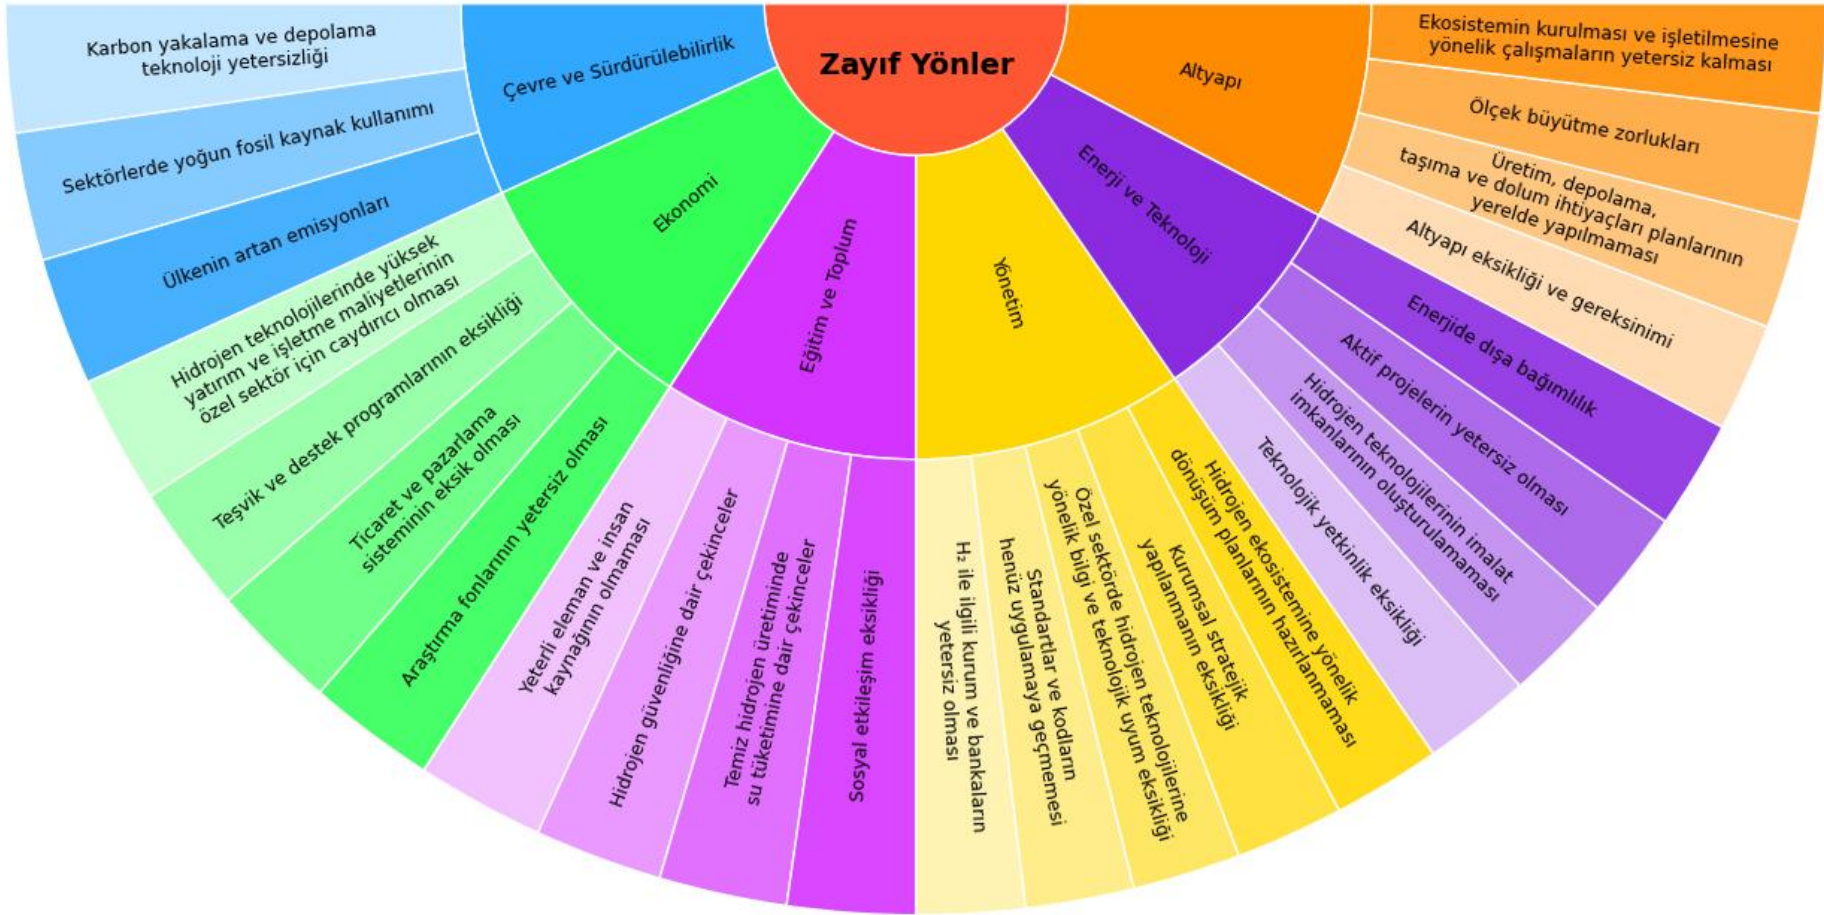 Zayıf Yönler
Çevre ve Sürdürülebilirlik
Karbon yakalama ve depolama
teknoloji yetersizliği
Sektörlerde yoğun fosil kaynak kullanımı
Ülkenin artan emisyonları
Ekonomi
Hidrojen teknolojilerinde yüksek
yatırım ve işletme maliyetlerinin
özel sektör için caydırıcı olması
Teşvik ve destek programlarının eksikliği
Ticaret ve pazarlama
sisteminin eksik olması
Araştırma fonlarının yetersiz olması
Eğitim ve Toplum
Yeterli eleman ve insan
kaynağının olmaması
Hidrojen güvenliğine dair çekinceler
Temiz hidrojen üretiminde
su tüketimine dair çekinceler
Sosyal etkileşim eksikliği
Yönetim
H₂ ile ilgili kurum ve bankaların
yetersiz olması
Standartlar ve kodların
henüz uygulamaya geçmemesi
Özel sektörde hidrojen teknolojilerine
yönelik bilgi ve teknolojik uyum eksikliği
Kurumsal stratejik
yapılanmanın eksikliği
Hidrojen ekosistemine yönelik
dönüşüm planlarının hazırlanmaması
Enerji ve Teknoloji
Teknolojik yetkinlik eksikliği
Hidrojen teknolojilerinin imalat
imkanlarının oluşturulamaması
Aktif projelerin yetersiz olması
Enerjide dışa bağımlılık
Altyapı
Altyapı eksikliği ve gereksinimi
Üretim, depolama,
taşıma ve dolum ihtiyaçları planlarının
yerelde yapılmaması
Ölçek büyütme zorlukları
Ekosistemin kurulması ve işletilmesine
yönelik çalışmaların yetersiz kalması